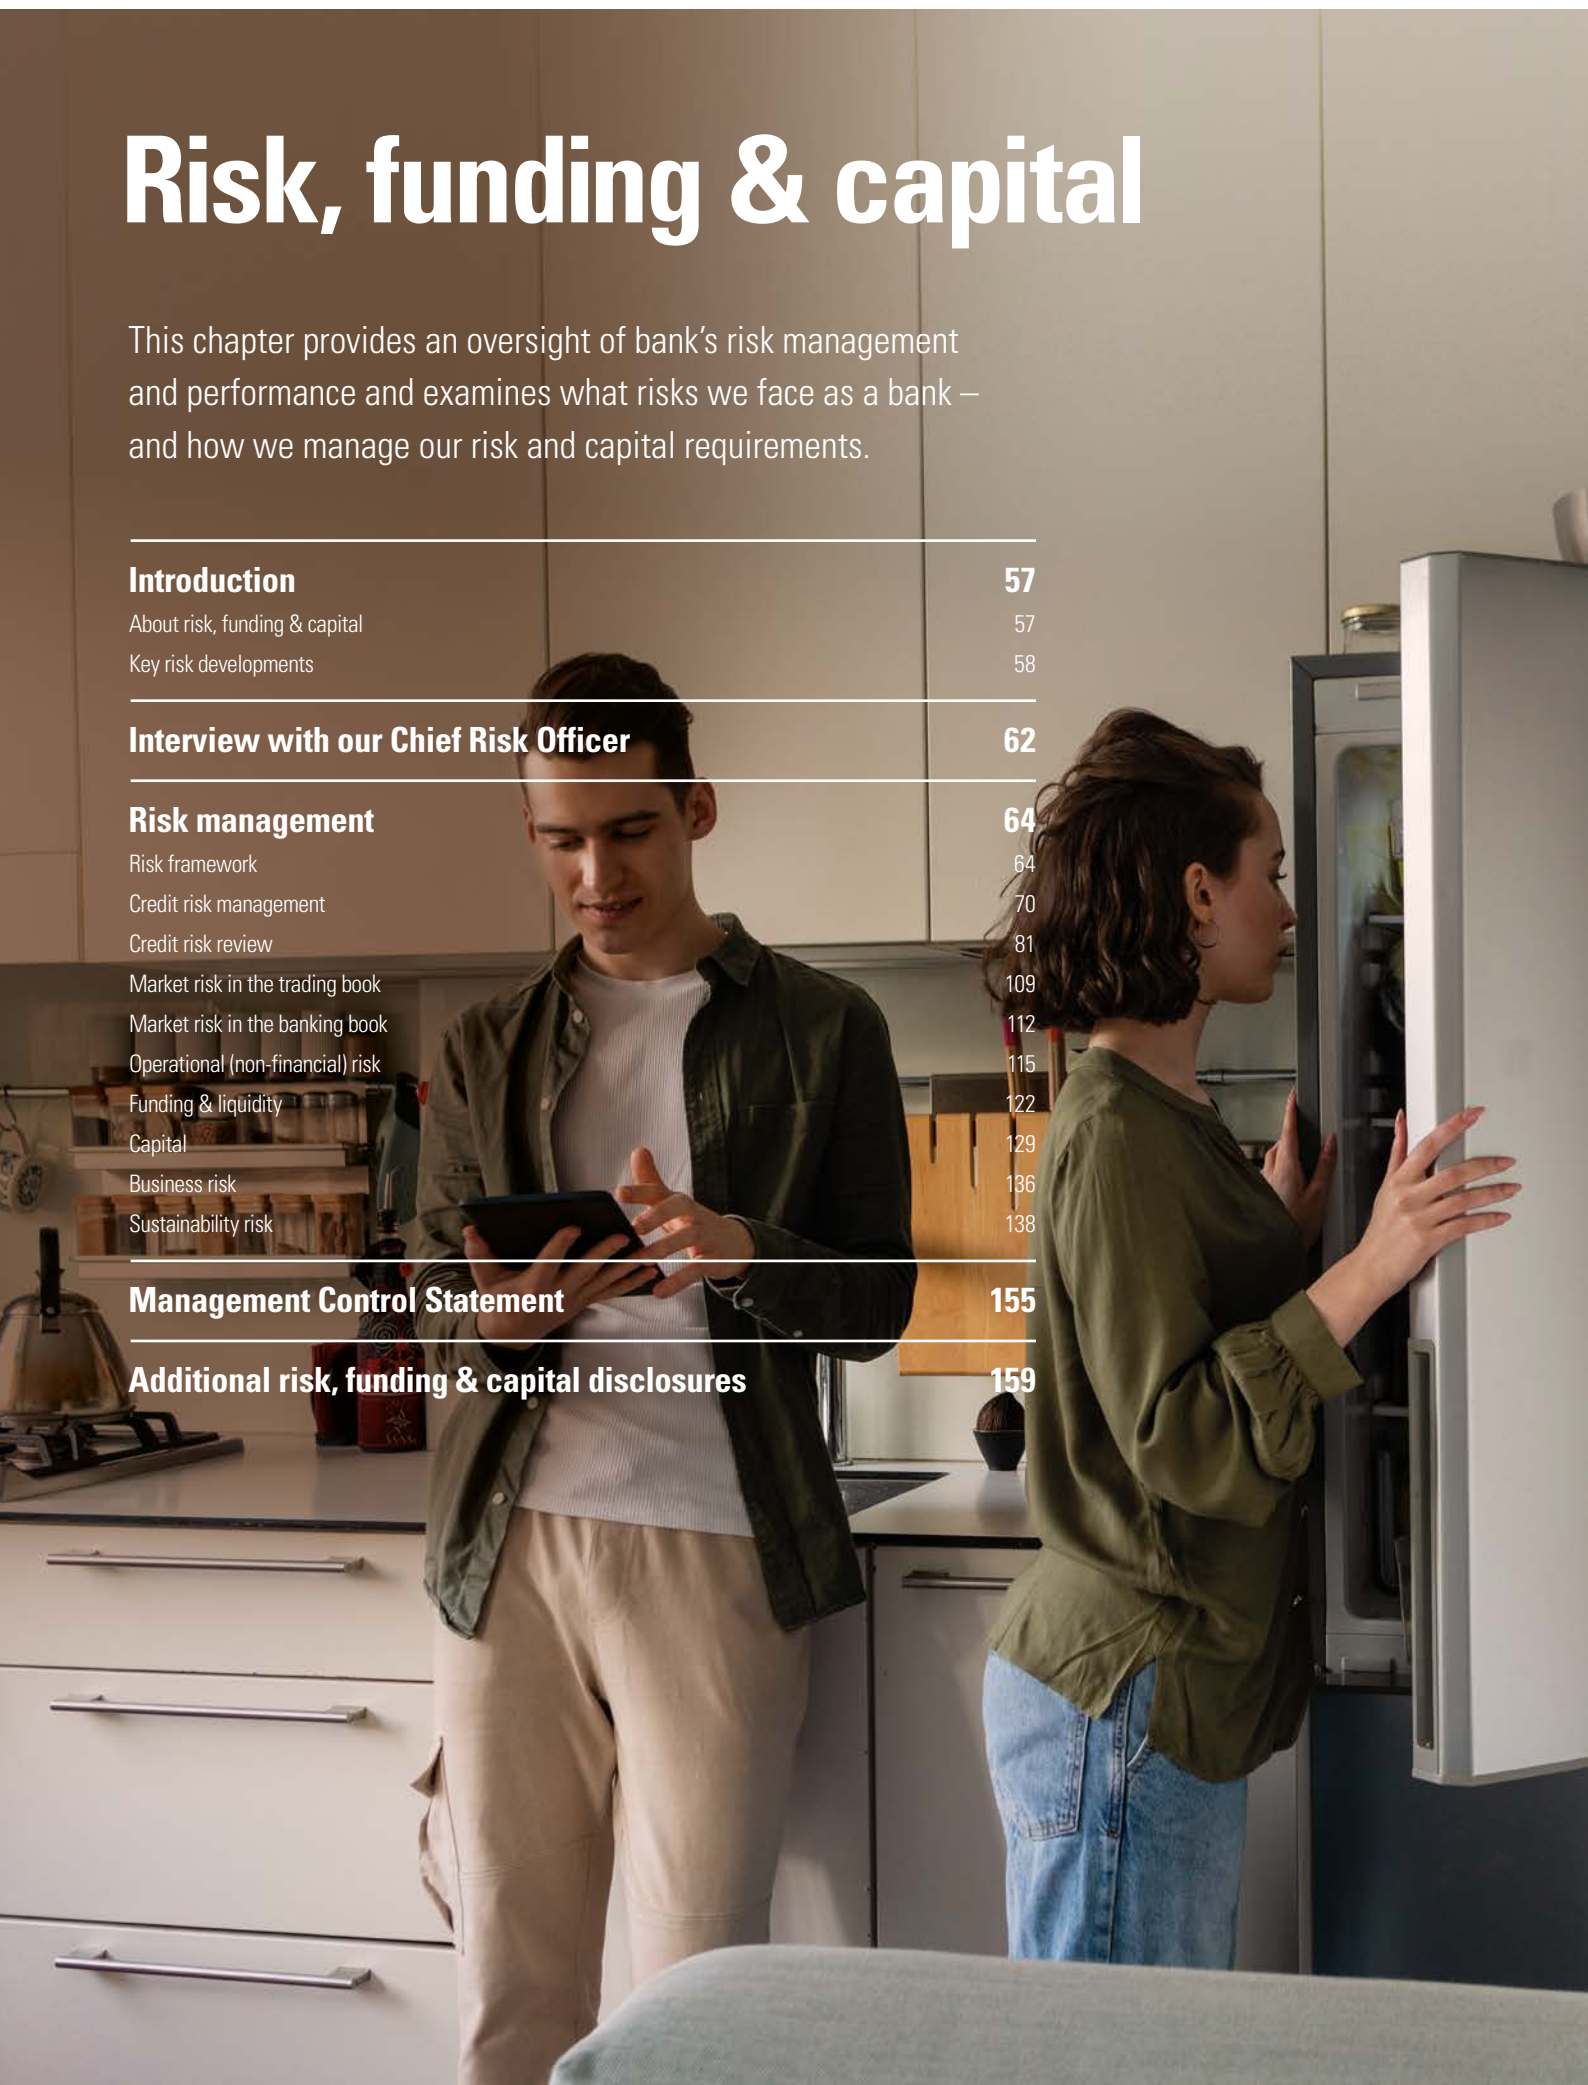 Risk, funding & capital
This chapter provides an oversight of bank's risk management
and performance and examines what risks we face as a bank –
and how we manage our risk and capital requirements.
Introduction 57
About risk, funding & capital 57
Key risk developments 58
Interview with our Chief Risk Officer 62
Risk management 64
Risk framework 64
Credit risk management 70
Credit risk review 81
Market risk in the trading book 109
Market risk in the banking book 112
Operational (non-financial) risk 115
Funding & liquidity 122
Capital 129
Business risk 136
Sustainability risk 138
Management Control Statement 155
Additional risk, funding & capital disclosures 159